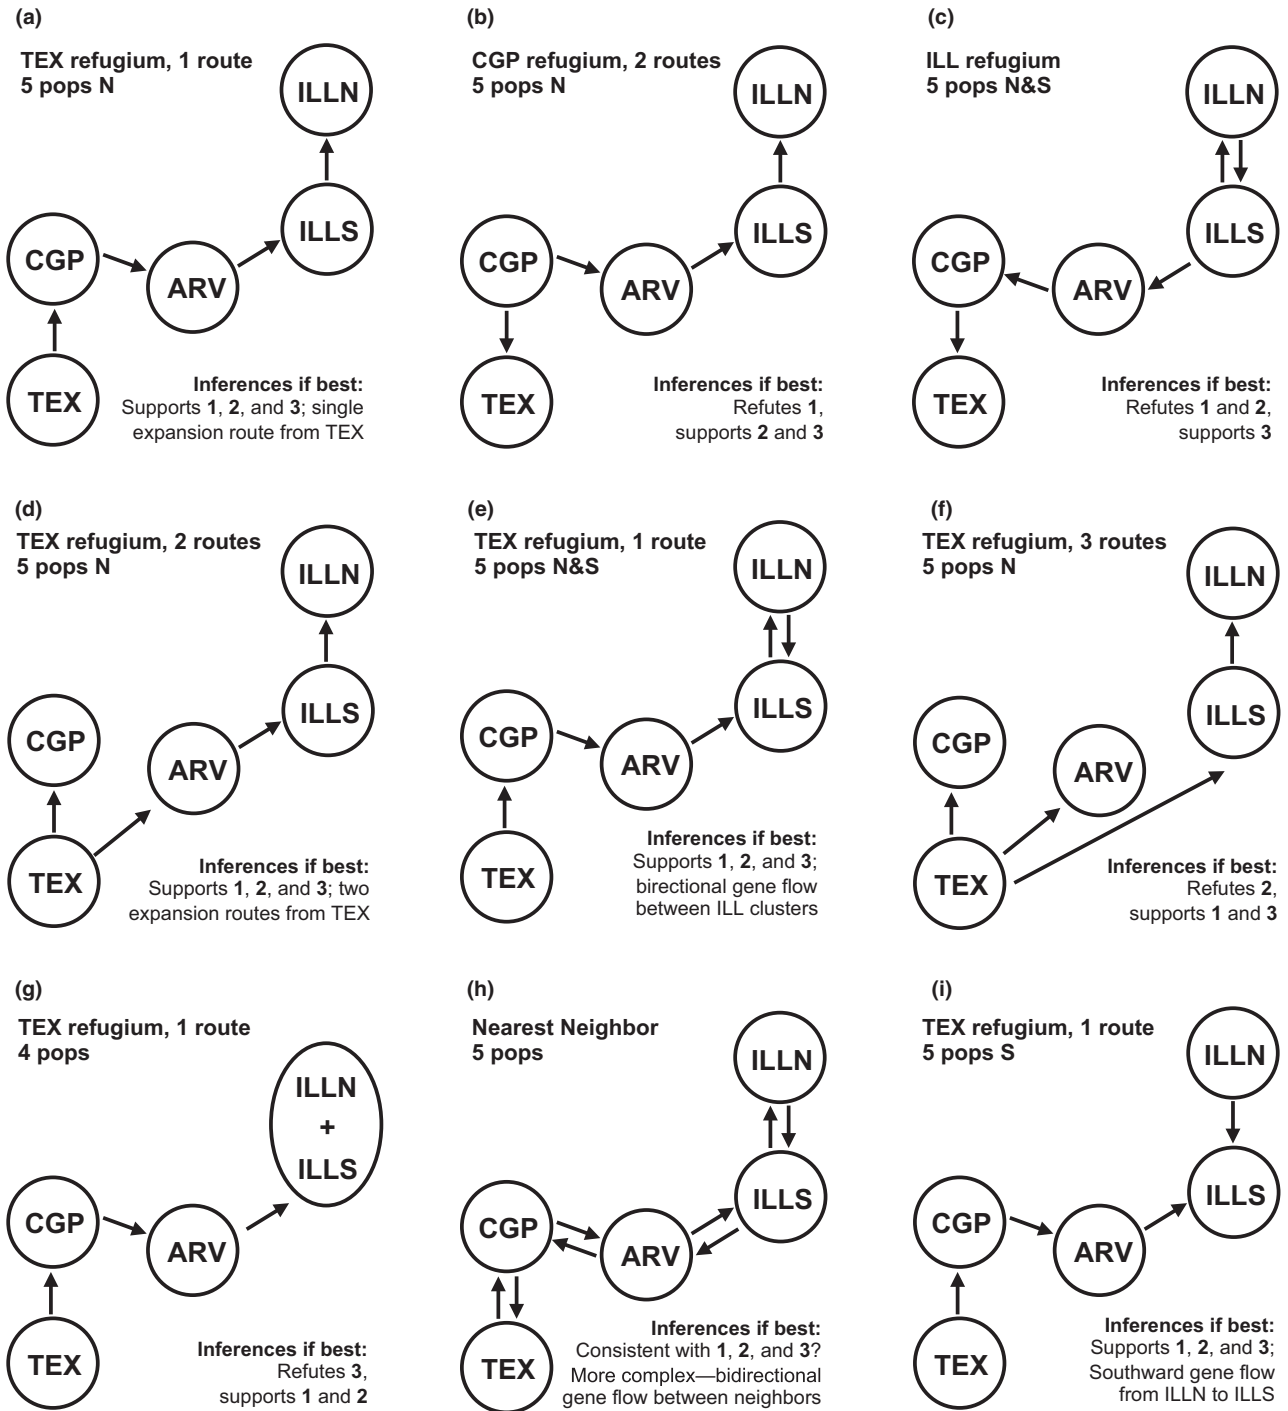 (a)
TEX refugium, 1 route
5 pops N
ILLN
ILLS
CGP
ARV
TEX
Inferences if best:
Supports 1, 2, and 3; single
expansion route from TEX
(b)
CGP refugium, 2 routes
5 pops N
ILLN
ILLS
CGP
ARV
TEX
Inferences if best:
Refutes 1,
supports 2 and 3
(c)
ILL refugium
5 pops N&S
ILLN
ILLS
CGP
ARV
TEX
Inferences if best:
Refutes 1 and 2,
supports 3
(d)
TEX refugium, 2 routes
5 pops N
ILLN
ILLS
CGP
ARV
TEX
Inferences if best:
Supports 1, 2, and 3; two
expansion routes from TEX
(e)
TEX refugium, 1 route
5 pops N&S
ILLN
ILLS
CGP
ARV
TEX
Inferences if best:
Supports 1, 2, and 3;
birectional gene flow
between ILL clusters
(f)
TEX refugium, 3 routes
5 pops N
ILLN
ILLS
CGP
ARV
TEX
Inferences if best:
Refutes 2,
supports 1 and 3
(g)
TEX refugium, 1 route
4 pops
ILLN
+
ILLS
CGP
ARV
TEX
Inferences if best:
Refutes 3,
supports 1 and 2
(h)
Nearest Neighbor
5 pops
ILLN
ILLS
CGP
ARV
TEX
Inferences if best:
Consistent with 1, 2, and 3?
More complex—bidirectional
gene flow between neighbors
(i)
TEX refugium, 1 route
5 pops S
ILLN
ILLS
CGP
ARV
TEX
Inferences if best:
Supports 1, 2, and 3;
Southward gene flow
from ILLN to ILLS